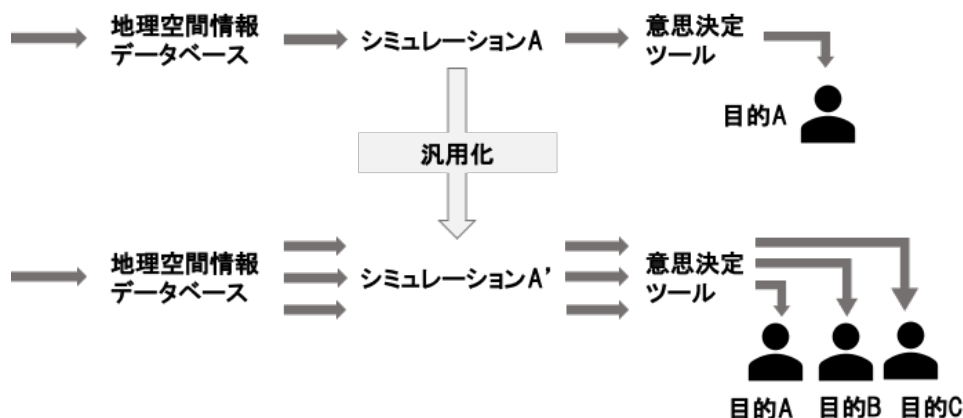 地理空間情報
データベース
シミュレーションA
意思決定
ツール
目的A
汎用化
地理空間情報
データベース
シミュレーションA'
意思決定
ツール
目的A
目的B
目的C